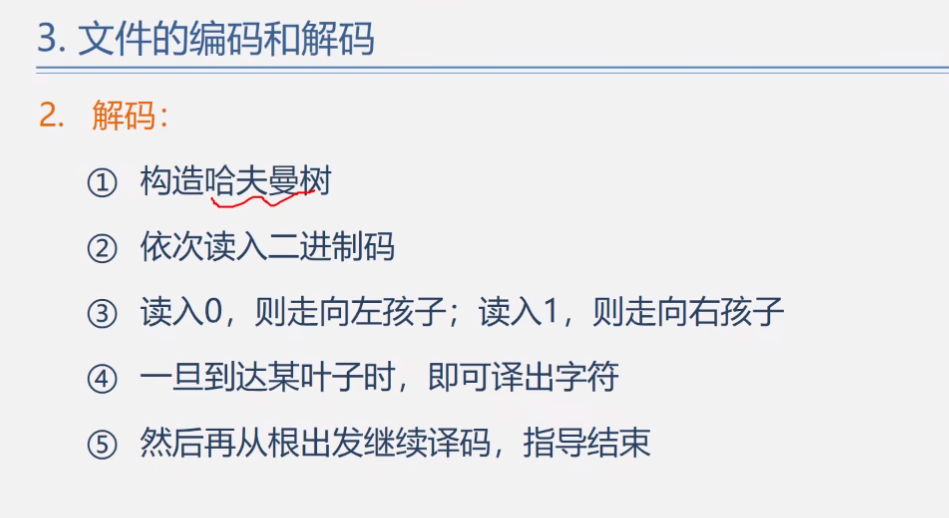 3. 文件的编码和解码
2. 解码：
① 构造哈夫曼树
② 依次读入二进制码
③ 读入0，则走向左孩子；读入1，则走向右孩子
④ 一旦到达某叶子时，即可译出字符
⑤ 然后再从根出发继续译码，指导结束